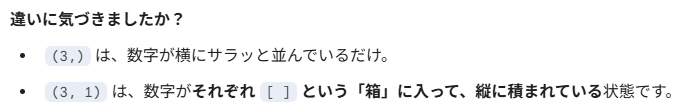 違いに気づきましたか？
• (3,) は、数字が横にサラッと並んでいるだけ。
• (3, 1) は、数字がそれぞれ [ ] という「箱」に入って、縦に積まれている状態です。